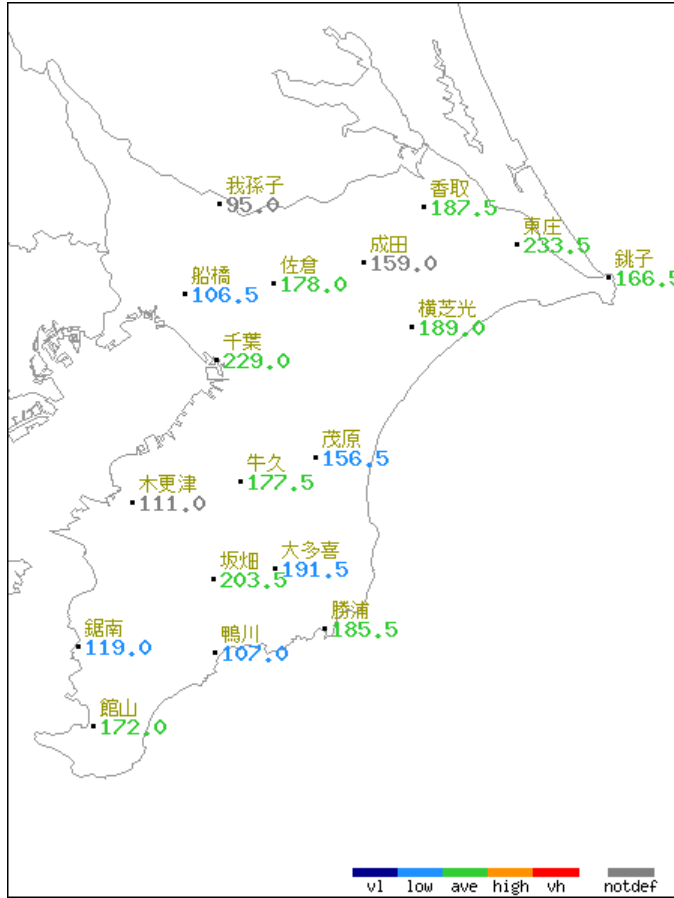 我孫子
95.0
香取
187.5
東庄
233.5
成田
159.0
銚子
166.5
佐倉
178.0
船橋
106.5
横芝光
189.0
千葉
229.0
茂原
156.5
牛久
177.5
木更津
111.0
大多喜
191.5
坂畑
203.5
勝浦
185.5
鋸南
119.0
鴨川
107.0
館山
172.0
vl low ave high vh notdef